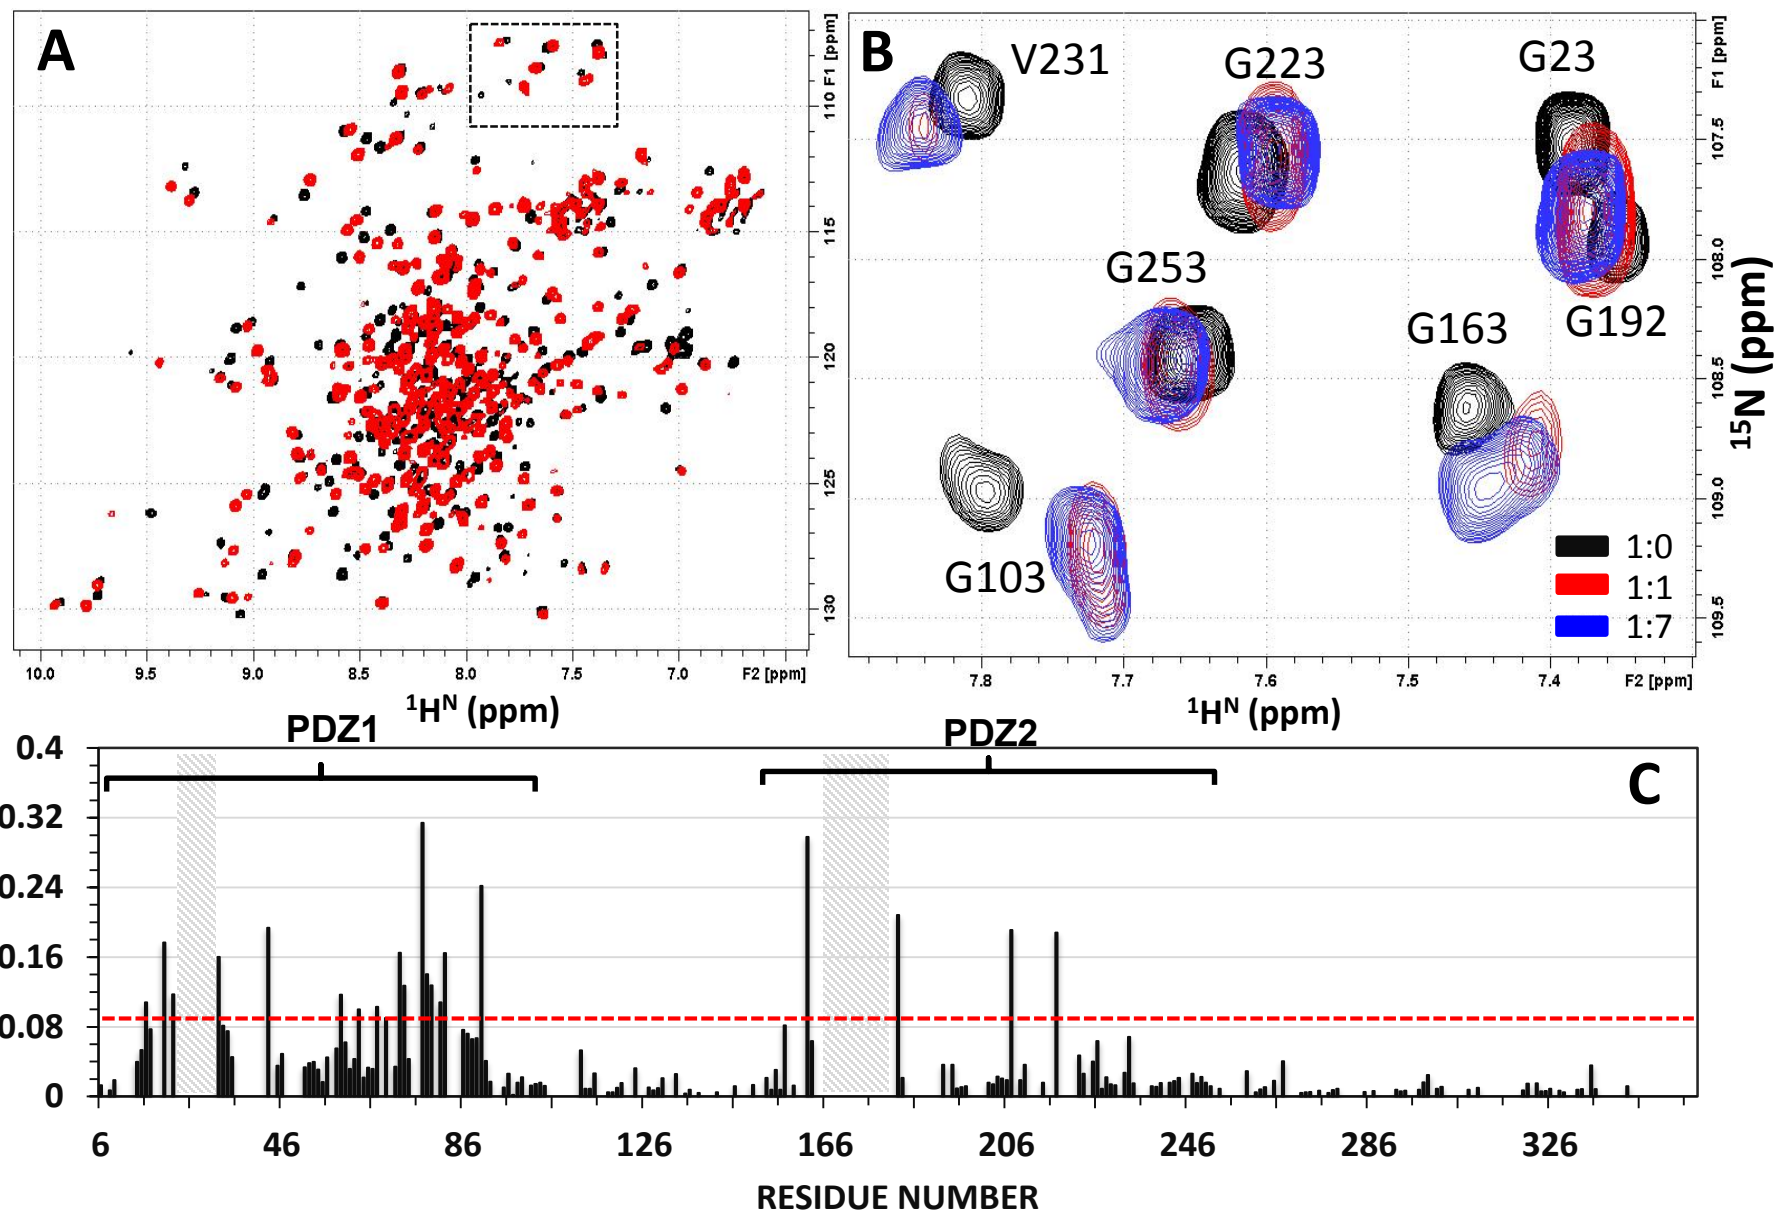 A
F1 [ppm]
110
115
120
125
130
10.0 9.5 9.0 8.5 8.0 7.5 7.0 F2 [ppm]
¹Hᴺ (ppm)
B
V231
G223
G23
G253
G163
G192
G103
1:0
1:1
1:7
F1 [ppm]
107.5
108.0
108.5
109.0
109.5
15N (ppm)
7.8 7.7 7.6 7.5 7.4 F2 [ppm]
¹Hᴺ (ppm)
PDZ1
PDZ2
C
0.4
0.32
0.24
0.16
0.08
0
6 46 86 126 166 206 246 286 326
RESIDUE NUMBER